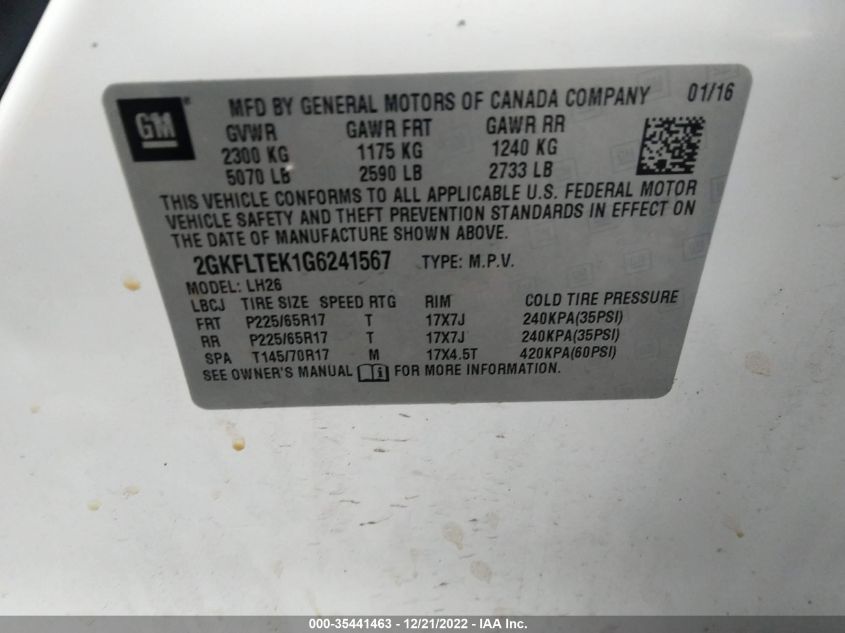 GM MFD BY GENERAL MOTORS OF CANADA COMPANY 01/16
GVWR GAWR FRT GAWR RR
2300 KG 1175 KG 1240 KG
5070 LB 2590 LB 2733 LB
THIS VEHICLE CONFORMS TO ALL APPLICABLE U.S. FEDERAL MOTOR
VEHICLE SAFETY AND THEFT PREVENTION STANDARDS IN EFFECT ON
THE DATE OF MANUFACTURE SHOWN ABOVE.
2GKFLTEK1G6241567 TYPE: M.P.V.
MODEL: LH26
LBCJ TIRE SIZE SPEED RTG RIM COLD TIRE PRESSURE
FRT P225/65R17 T 17X7J 240KPA(35PSI)
RR P225/65R17 T 17X7J 240KPA(35PSI)
SPA T145/70R17 M 17X4.5T 420KPA(60PSI)
SEE OWNER'S MANUAL FOR MORE INFORMATION.
000-35441463 - 12/21/2022 - IAAI Inc.